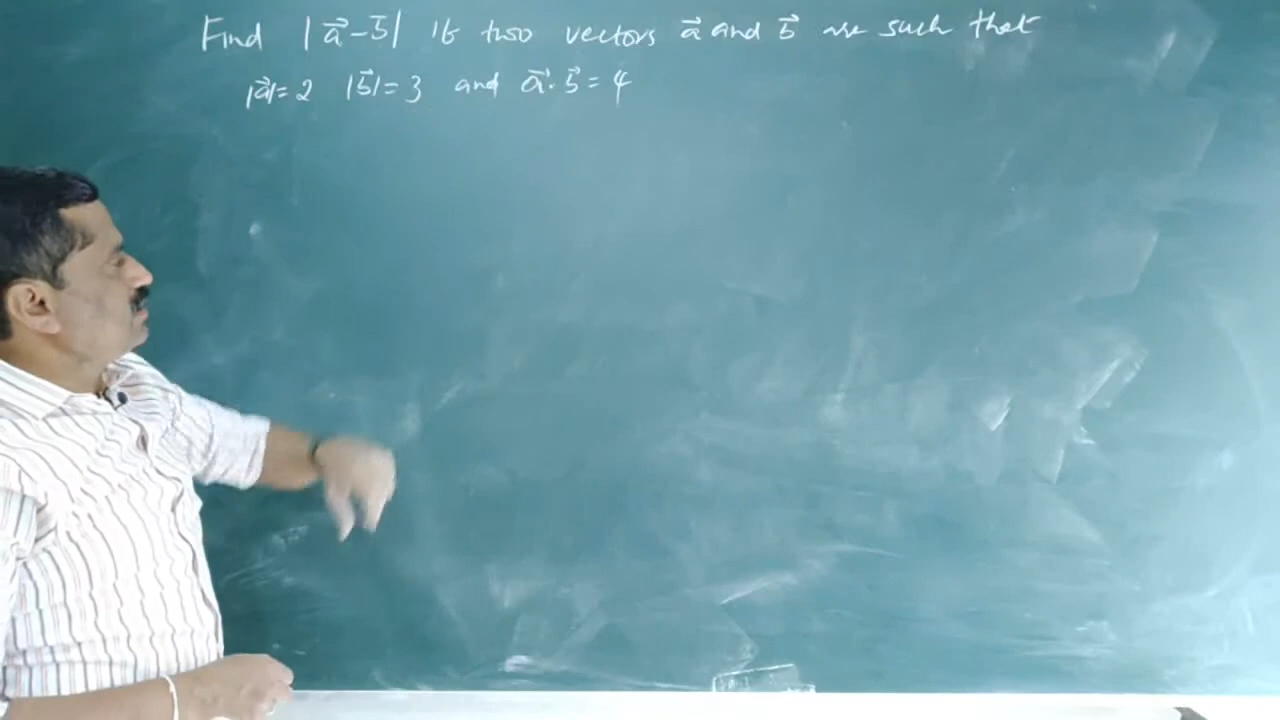 Find |a⃗ - b⃗| if two vectors a⃗ and b⃗ are such that
|a⃗| = 2 |b⃗| = 3 and a⃗ . b⃗ = 4